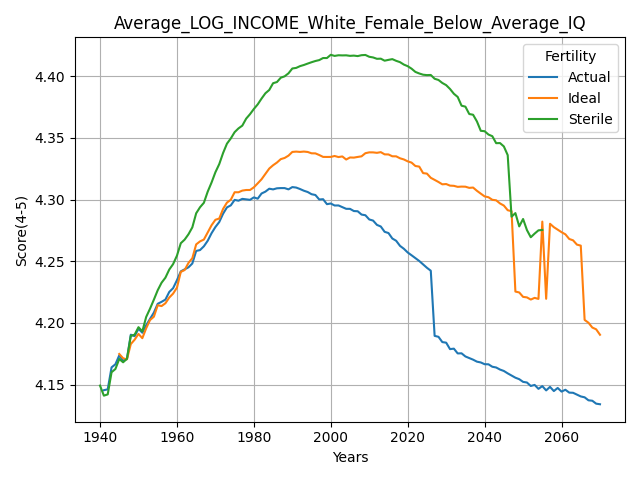 Average_LOG_INCOME_White_Female_Below_Average_IQ
Fertility
Actual
Ideal
Sterile
Score(4-5)
4.40
4.35
4.30
4.25
4.20
4.15
1940
1960
1980
2000
2020
2040
2060
Years